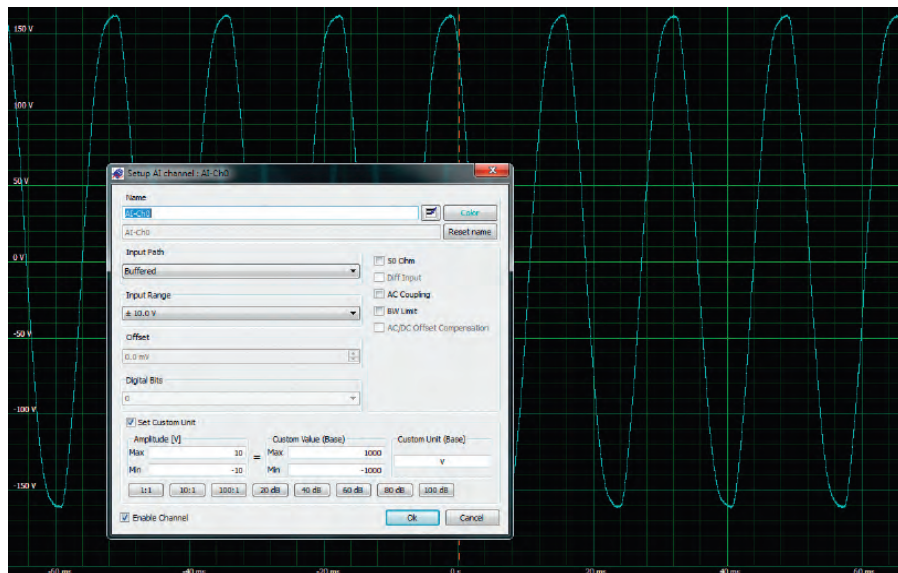 150 V
100 V
50 V
0 V
-50 V
-100 V
-150 V
Setup AI channel : AI-Ch0
Name
AI-Ch0
Color
AI-Ch0
Reset name
Input Path
Buffered
50 Ohm
Diff Input
AC Coupling
BW Limit
AC/DC Offset Compensation
Input Range
± 10.0 V
Offset
0.0 mV
Digital Bits
0
Set Custom Unit
Amplitude [V]
Custom Value (Base)
Custom Unit (Base)
Max 10 = Max 1000
V
Min -10 Min -1000
1:1 10:1 100:1 20 dB 40 dB 60 dB 80 dB 100 dB
Enable Channel
Ok
Cancel
-60 ms -40 ms -20 ms 0 s 20 ms 40 ms 60 ms